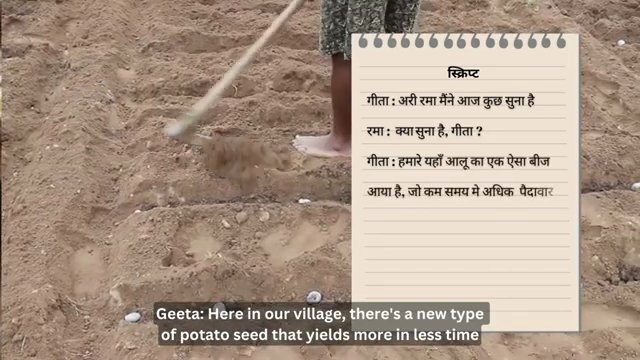 स्क्रिप्ट
गीता : अरी रमा मैंने आज कुछ सुना है
रमा : क्या सुना है, गीता ?
गीता : हमारे यहाँ आलू का एक ऐसा बीज
आया है, जो कम समय मे अधिक पैदावार
Geeta: Here in our village, there's a new type
of potato seed that yields more in less time